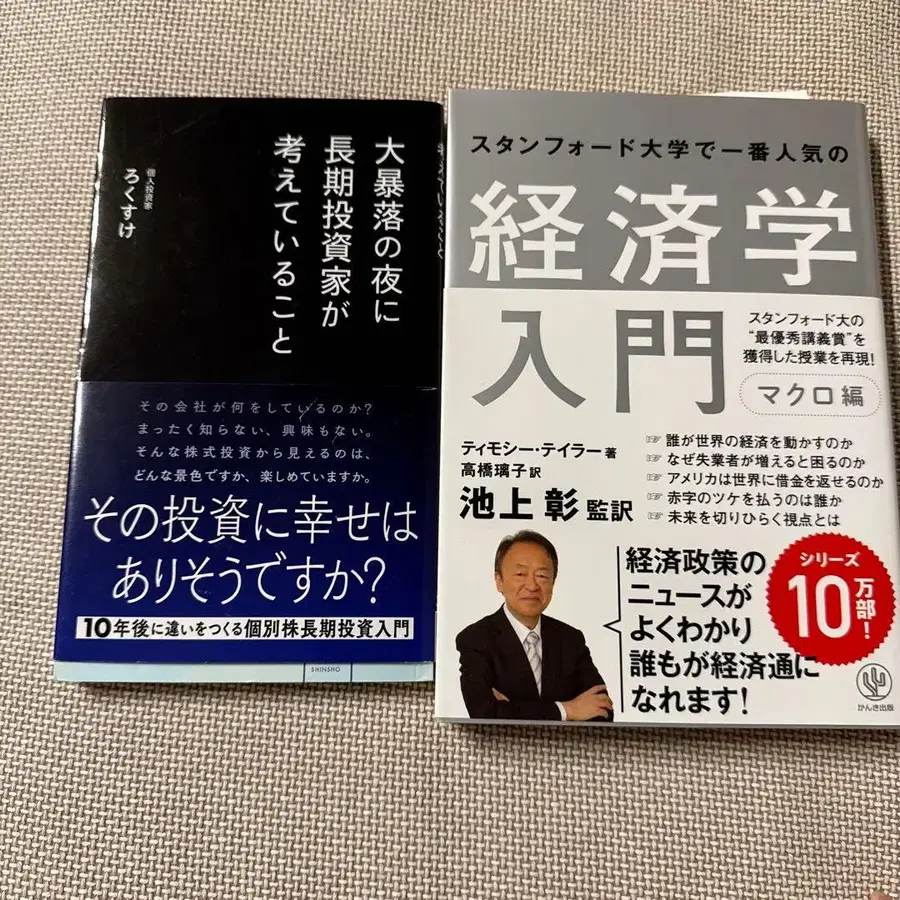 大暴落の夜に
長期投資家が
考えていること
個人投資家
ろくすけ
その会社が何をしているのか?
まったく知らない、興味もない。
そんな株式投資から見えるのは、
どんな景色ですか、楽しめていますか。
その投資に幸せは
ありそうですか?
10年後に違いをつくる個別株長期投資入門
SHINSHO
スタンフォード大学で一番人気の
経済学
入門
スタンフォード大の
“最優秀講義賞”を
獲得した授業を再現!
マクロ編
ティモシー・テイラー 著
高橋璃子 訳
池上 彰 監訳
☞ 誰が世界の経済を動かすのか
☞ なぜ失業者が増えると困るのか
☞ アメリカは世界に借金を返せるのか
☞ 赤字のツケを払うのは誰か
☞ 未来を切りひらく視点とは
経済政策の
ニュースが
よくわかり
誰もが経済通に
なれます!
シリーズ
10万部!
かんき出版